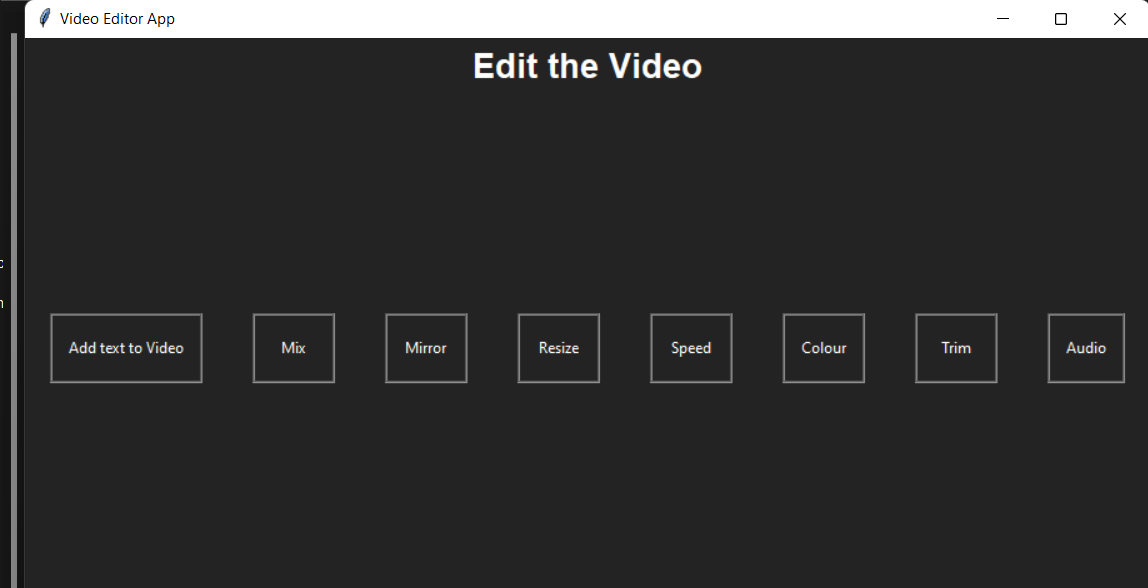 Video Editor App
Edit the Video
Add text to Video Mix Mirror Resize Speed Colour Trim Audio